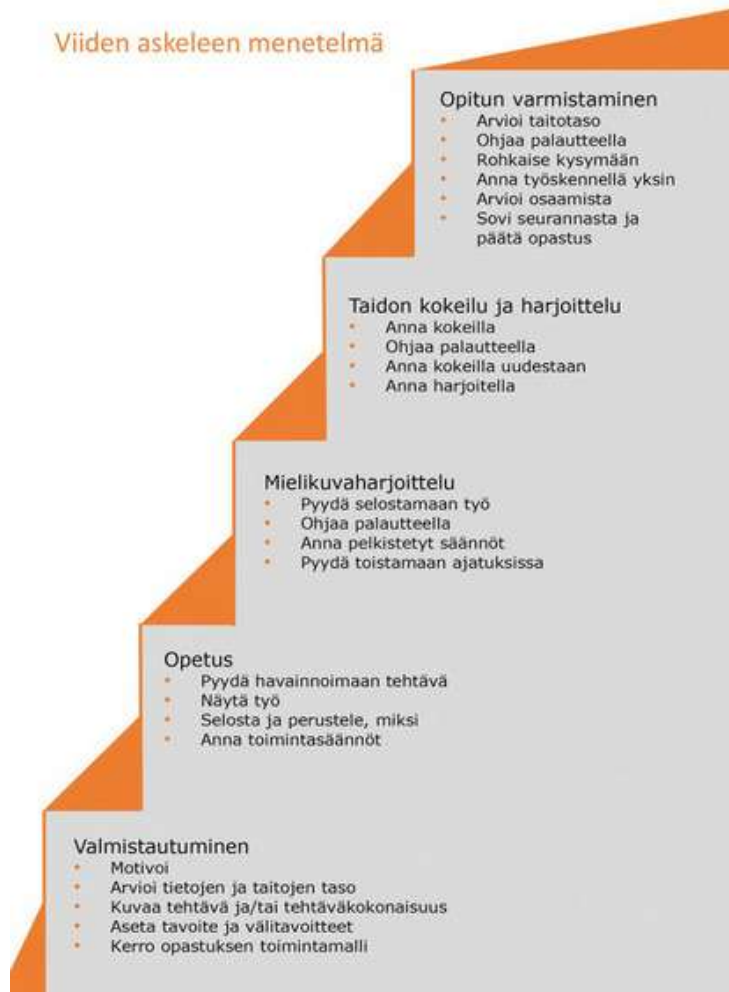 Viiden askeleen menetelmä
Opitun varmistaminen
• Arvioi taitotaso
• Ohjaa palautteella
• Rohkaise kysymään
• Anna työskennellä yksin
• Arvioi osaamista
• Sovi seurannasta ja
päätä opastus
Taidon kokeilu ja harjoittelu
• Anna kokeilla
• Ohjaa palautteella
• Anna kokeilla uudestaan
• Anna harjoitella
Mielikuvaharjoittelu
• Pyydä selostamaan työ
• Ohjaa palautteella
• Anna pelkistetyt säännöt
• Pyydä toistamaan ajatuksissa
Opetus
• Pyydä havainnoimaan tehtävä
• Näytä työ
• Selosta ja perustele, miksi
• Anna toimintasäännöt
Valmistautuminen
• Motivoi
• Arvioi tietojen ja taitojen taso
• Kuvaa tehtävä ja/tai tehtäväkokonaisuus
• Aseta tavoite ja välitavoitteet
• Kerro opastuksen toimintamalli